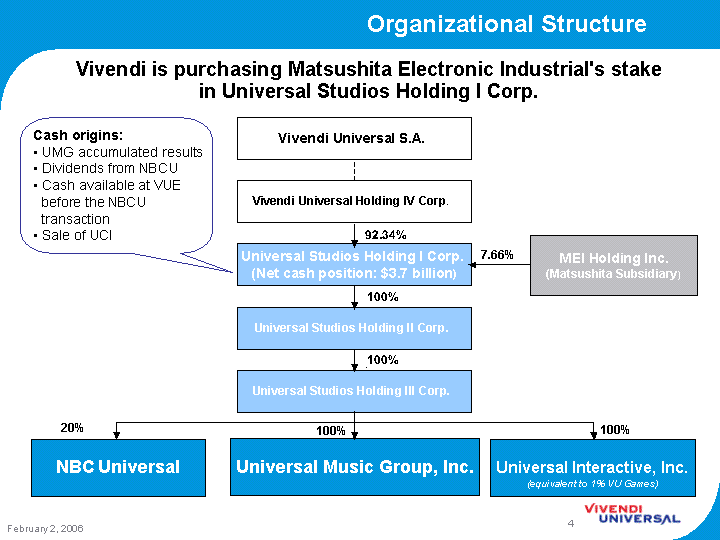 Organizational Structure
Vivendi is purchasing Matsushita Electronic Industrial's stake
in Universal Studios Holding I Corp.
Cash origins:
• UMG accumulated results
• Dividends from NBCU
• Cash available at VUE
before the NBCU
transaction
• Sale of UCI
Vivendi Universal S.A.
Vivendi Universal Holding IV Corp.
92.34%
Universal Studios Holding I Corp.
(Net cash position: $3.7 billion)
7.66%
MEI Holding Inc.
(Matsushita Subsidiary)
100%
Universal Studios Holding II Corp.
100%
Universal Studios Holding III Corp.
20%
100%
100%
NBC Universal
Universal Music Group, Inc.
Universal Interactive, Inc.
(equivalent to 1% VU Games)
February 2, 2006
4
VIVENDI
UNIVERSAL